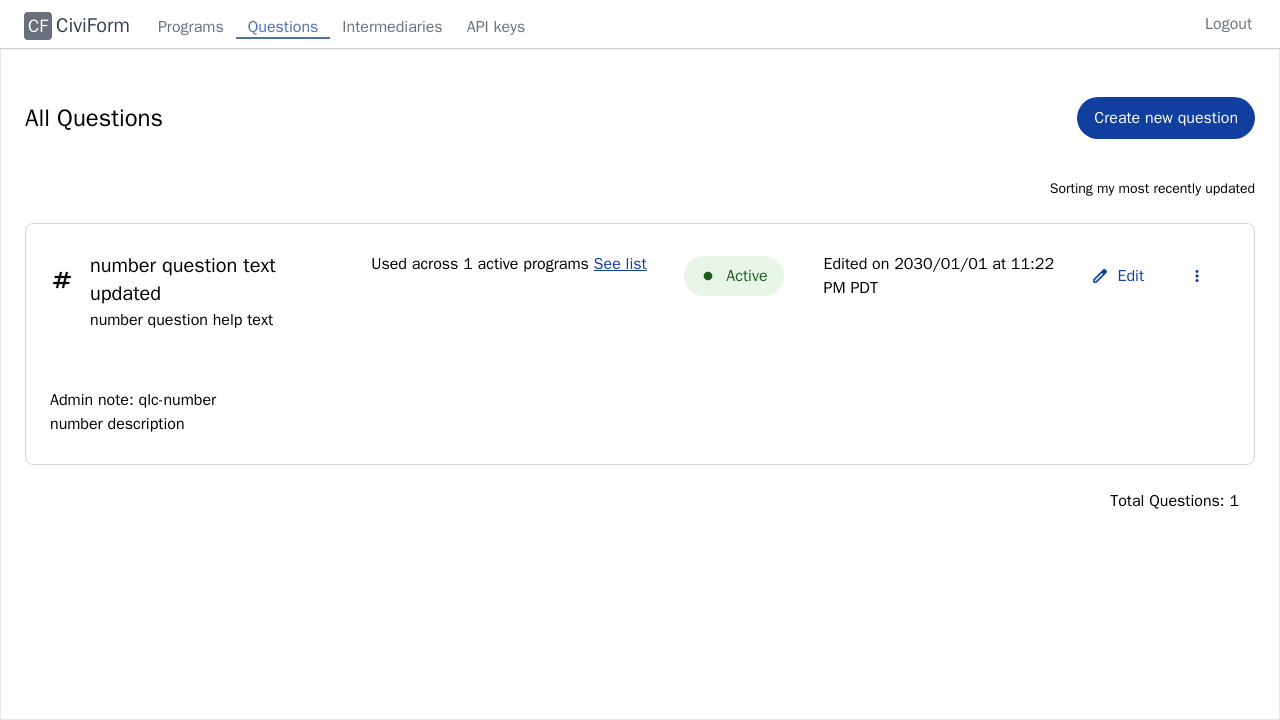 CF CiviForm Programs Questions Intermediaries API keys Logout
All Questions Create new question
Sorting my most recently updated
number question text updated
number question help text
Used across 1 active programs See list
Active
Edited on 2030/01/01 at 11:22 PM PDT
Edit
Admin note: qlc-number
number description
Total Questions: 1